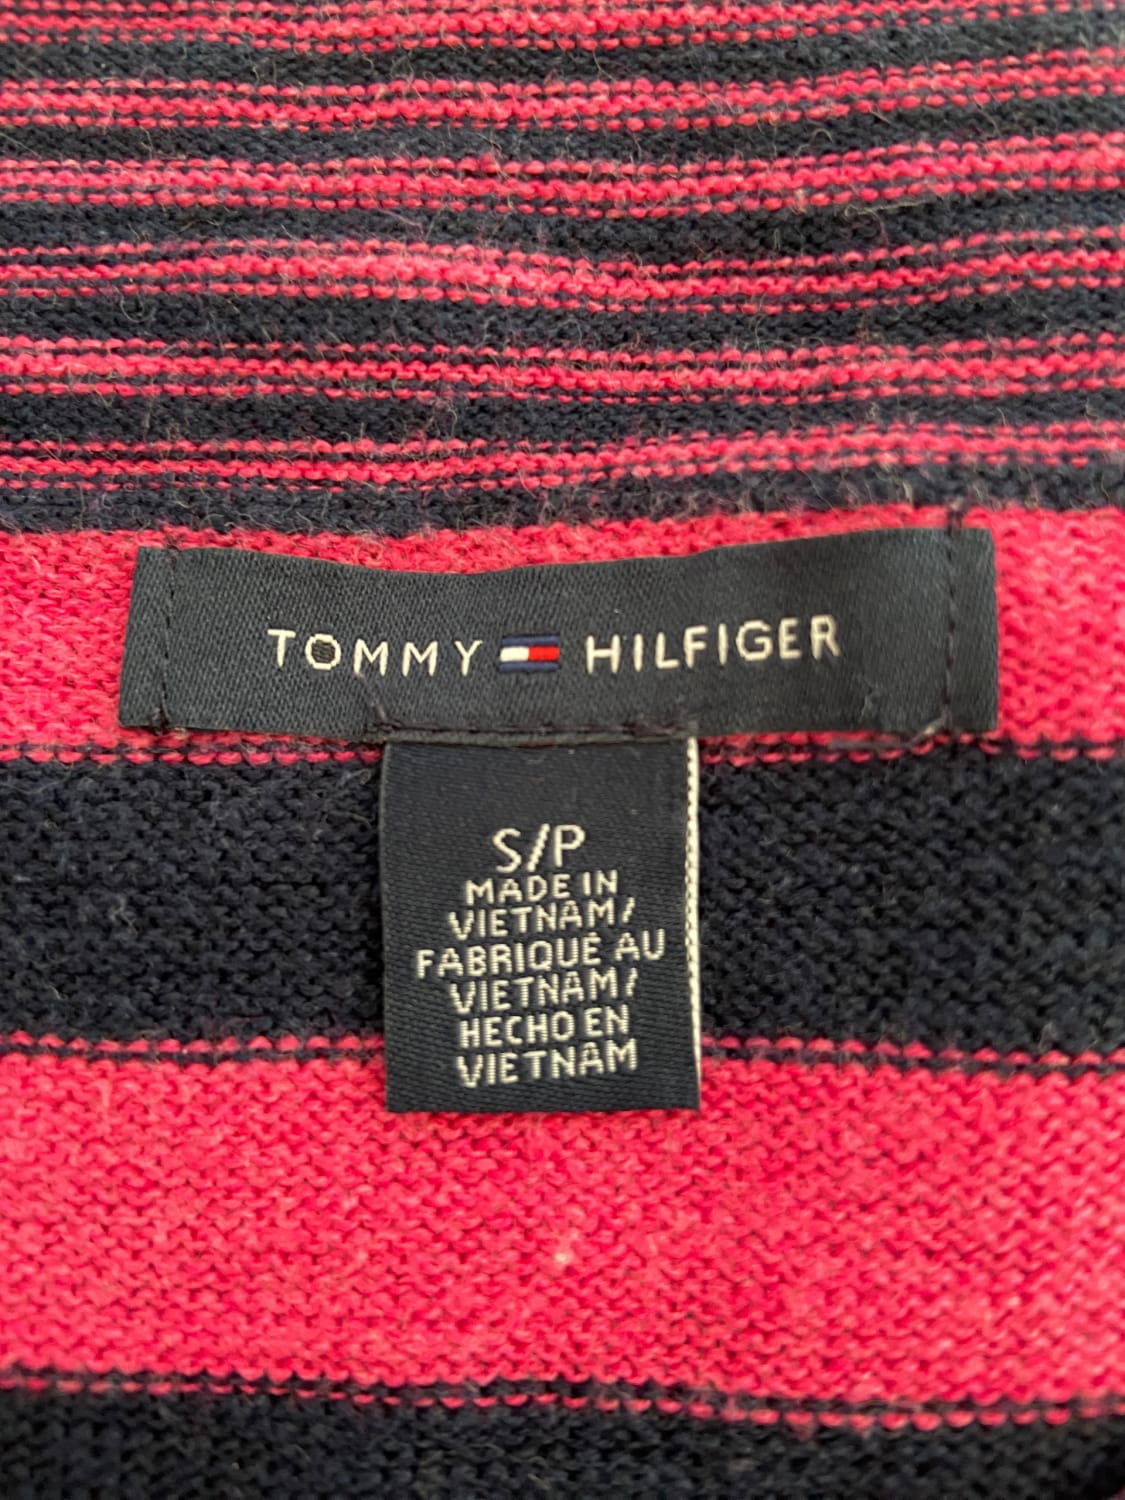 TOMMY HILFIGER
S/P
MADE IN
VIETNAM/
FABRIQUÉ AU
VIETNAM/
HECHO EN
VIETNAM